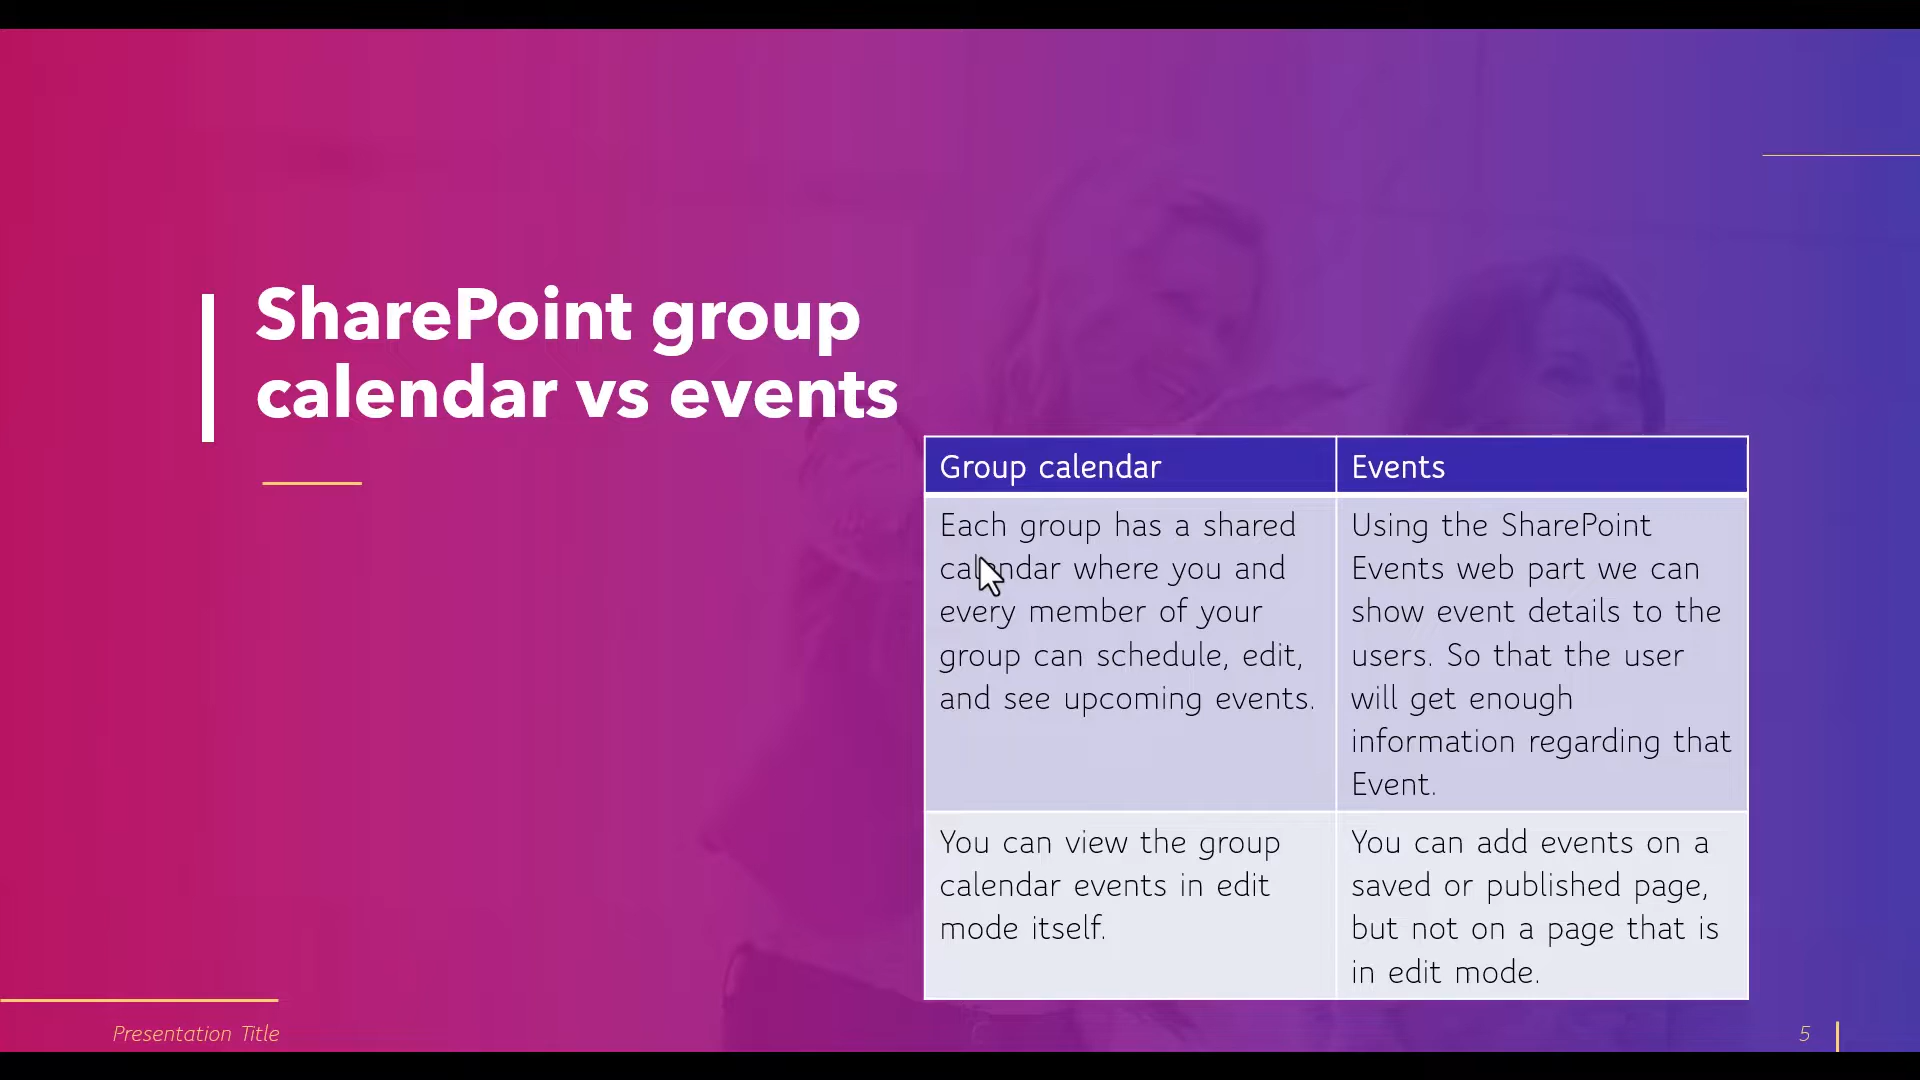 SharePoint group
calendar vs events
Group calendar
Events
Each group has a shared
calendar where you and
every member of your
group can schedule, edit,
and see upcoming events.
Using the SharePoint
Events web part we can
show event details to the
users. So that the user
will get enough
information regarding that
Event.
You can view the group
calendar events in edit
mode itself.
You can add events on a
saved or published page,
but not on a page that is
in edit mode.
Presentation Title
5